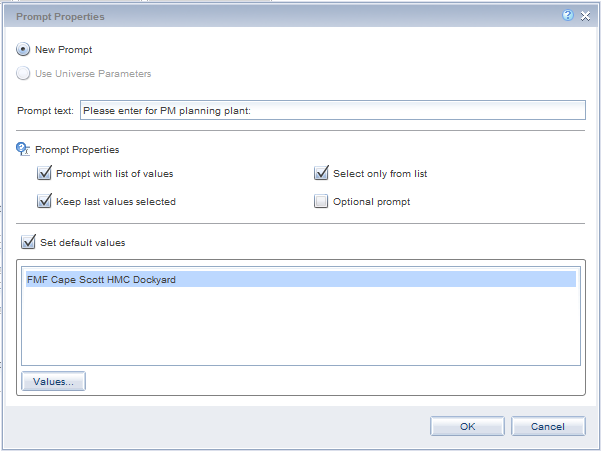 Prompt Properties
New Prompt
Use Universe Parameters
Prompt text: Please enter for PM planning plant:
Prompt Properties
Prompt with list of values Select only from list
Keep last values selected Optional prompt
Set default values
FMF Cape Scott HMC Dockyard
Values...
OK Cancel